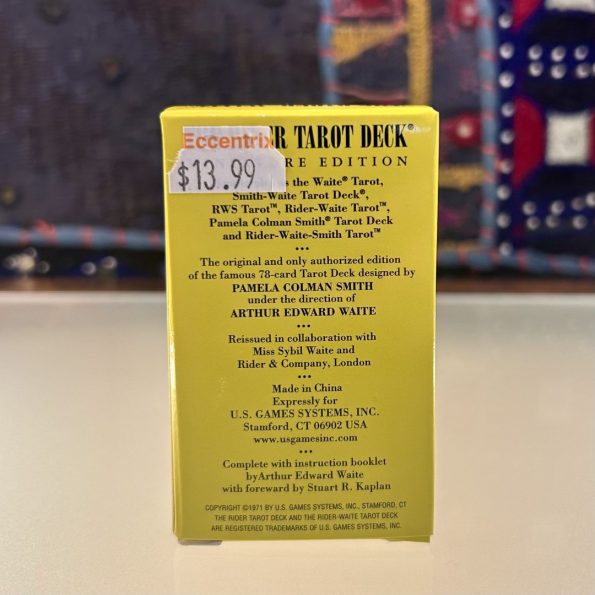 Eccentrix
$13.99
ER TAROT DECK®
RE EDITION
s the Waite® Tarot,
Smith-Waite Tarot Deck®,
RWS Tarot™, Rider-Waite Tarot™,
Pamela Colman Smith® Tarot Deck
and Rider-Waite-Smith Tarot™
•••
The original and only authorized edition
of the famous 78-card Tarot Deck designed by
PAMELA COLMAN SMITH
under the direction of
ARTHUR EDWARD WAITE
•••
Reissued in collaboration with
Miss Sybil Waite and
Rider & Company, London
•••
Made in China
Expressly for
U.S. GAMES SYSTEMS, INC.
Stamford, CT 06902 USA
www.usgamesinc.com
•••
Complete with instruction booklet
byArthur Edward Waite
with foreward by Stuart R. Kaplan
COPYRIGHT ©1971 BY U.S. GAMES SYSTEMS, INC., STAMFORD, CT
THE RIDER TAROT DECK AND THE RIDER-WAITE TAROT DECK
ARE REGISTERED TRADEMARKS OF U.S. GAMES SYSTEMS, INC.